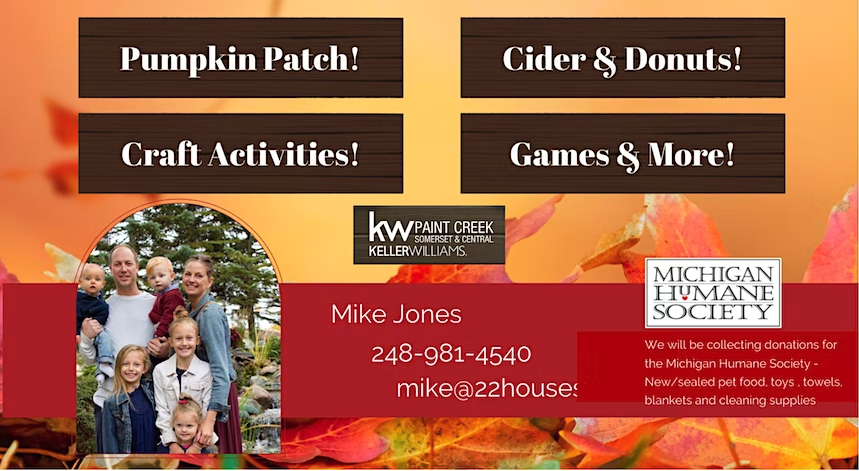 Pumpkin Patch!
Cider & Donuts!
Craft Activities!
Games & More!
kw PAINT CREEK
SOMERSET & CENTRAL
KELLERWILLIAMS.
MICHIGAN
HUMANE
SOCIETY
Mike Jones
248-981-4540
mike@22houses
We will be collecting donations for
the Michigan Humane Society -
New/sealed pet food, toys , towels,
blankets and cleaning supplies